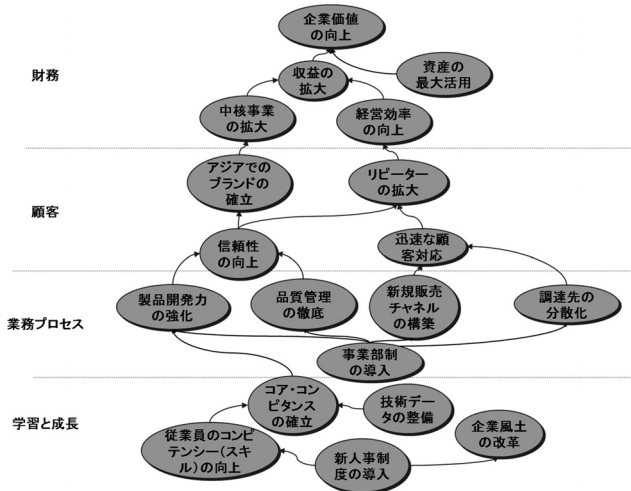 企業価値
の向上
財務
収益の
拡大
資産の
最大活用
中核事業
の拡大
経営効率
の向上
アジアでの
ブランドの
確立
リピーター
の拡大
顧客
信頼性
の向上
迅速な顧
客対応
製品開発力
の強化
品質管理
の徹底
新規販売
チャネル
の構築
調達先の
分散化
業務プロセス
事業部制
の導入
コア・コン
ピタンス
の確立
技術デー
タの整備
学習と成長
従業員のコンピ
テンシー(スキ
ル)の向上
新人事制
度の導入
企業風土
の改革